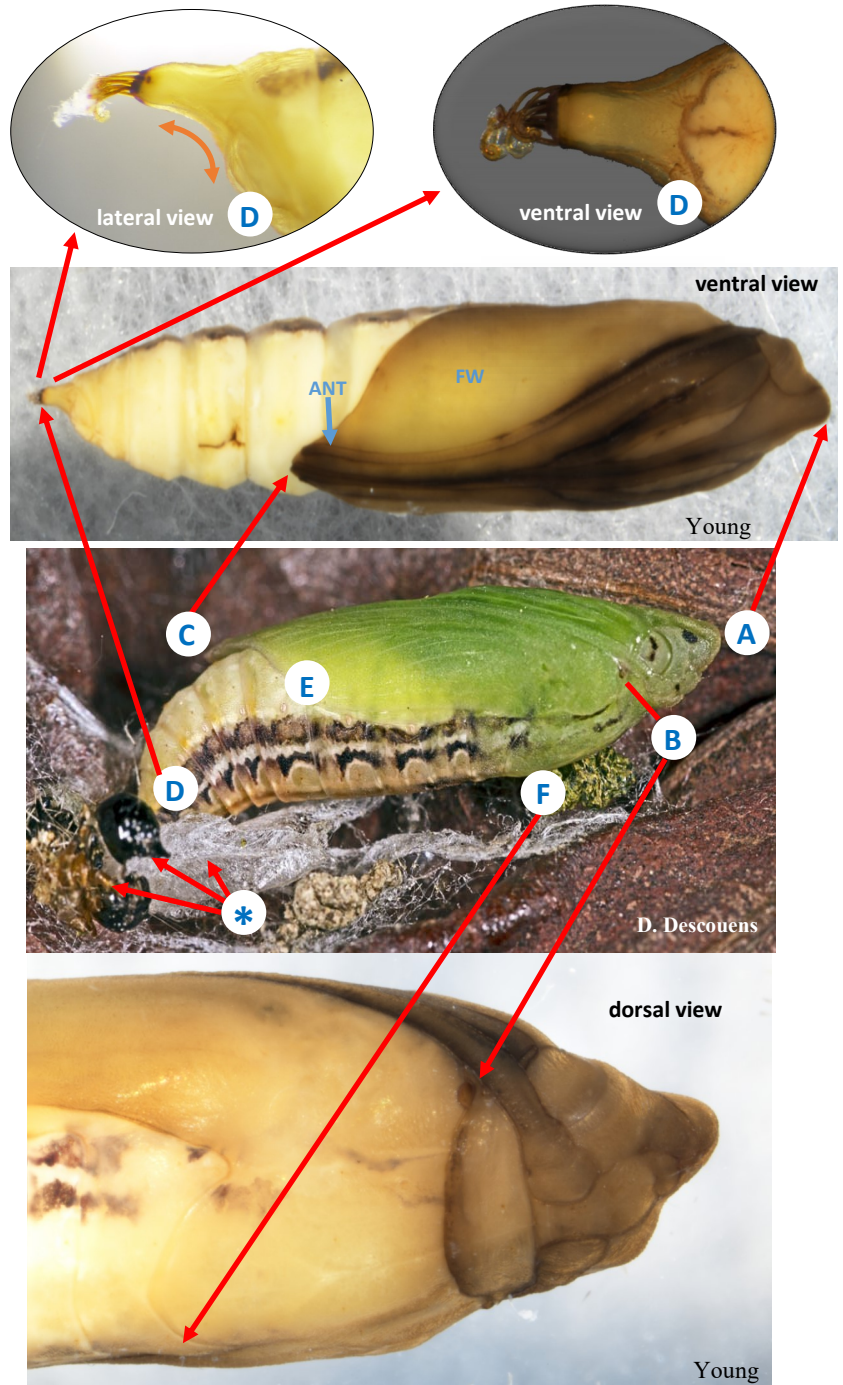 lateral view
D
ventral view
D
ventral view
ANT
FW
Young
C
A
E
B
D
F
*
D. Descouens
dorsal view
Young